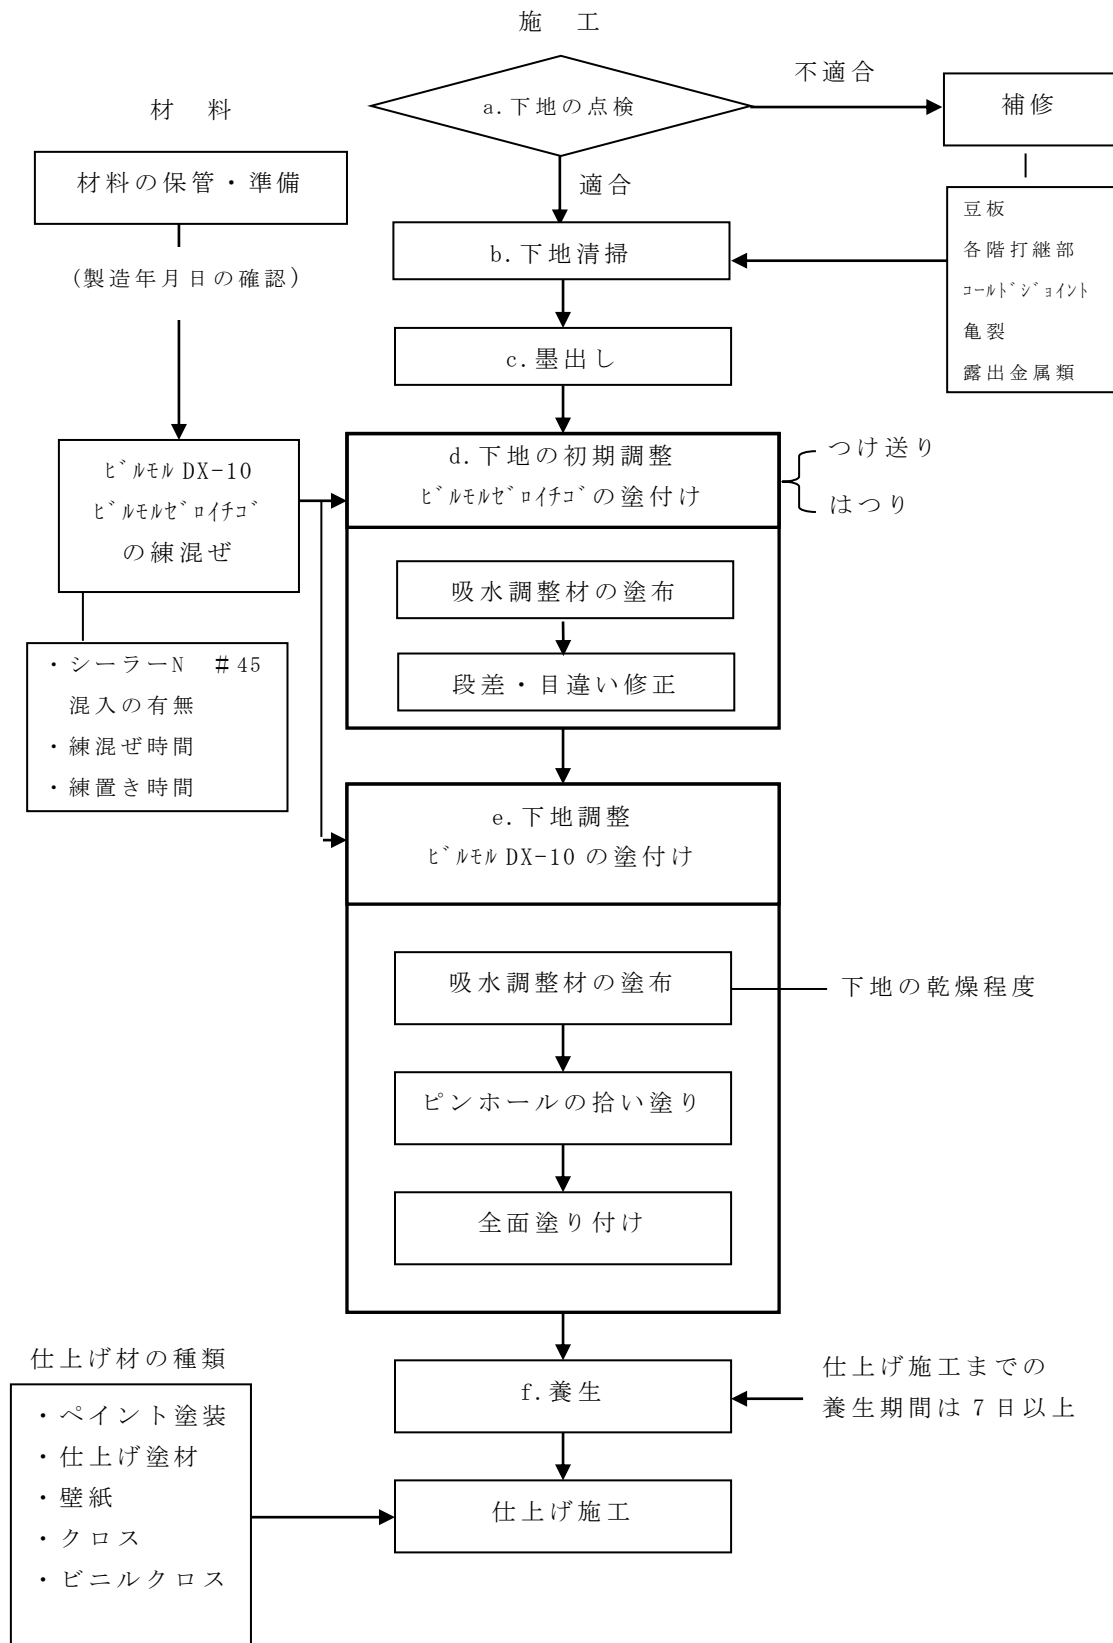 施　工
a.下地の点検
不適合
補修
材　料
材料の保管・準備
適合
豆板
各階打継部
ｺｰﾙﾄﾞｼﾞｮｲﾝﾄ
亀裂
露出金属類
b.下地清掃
(製造年月日の確認)
c.墨出し
ﾋﾞﾙﾓﾙ DX-10
ﾋﾞﾙﾓﾙｾﾞﾛｲﾁｺﾞ
の練混ぜ
d.下地の初期調整
ﾋﾞﾙﾓﾙｾﾞﾛｲﾁｺﾞの塗付け
つけ送り
はつり
吸水調整材の塗布
段差・目違い修正
・シーラーN　＃45
混入の有無
・練混ぜ時間
・練置き時間
e.下地調整
ﾋﾞﾙﾓﾙ DX-10 の塗付け
吸水調整材の塗布
下地の乾燥程度
ピンホールの拾い塗り
全面塗り付け
f.養生
仕上げ施工までの
養生期間は 7 日以上
仕上げ材の種類
・ペイント塗装
・仕上げ塗材
・壁紙
・クロス
・ビニルクロス
仕上げ施工